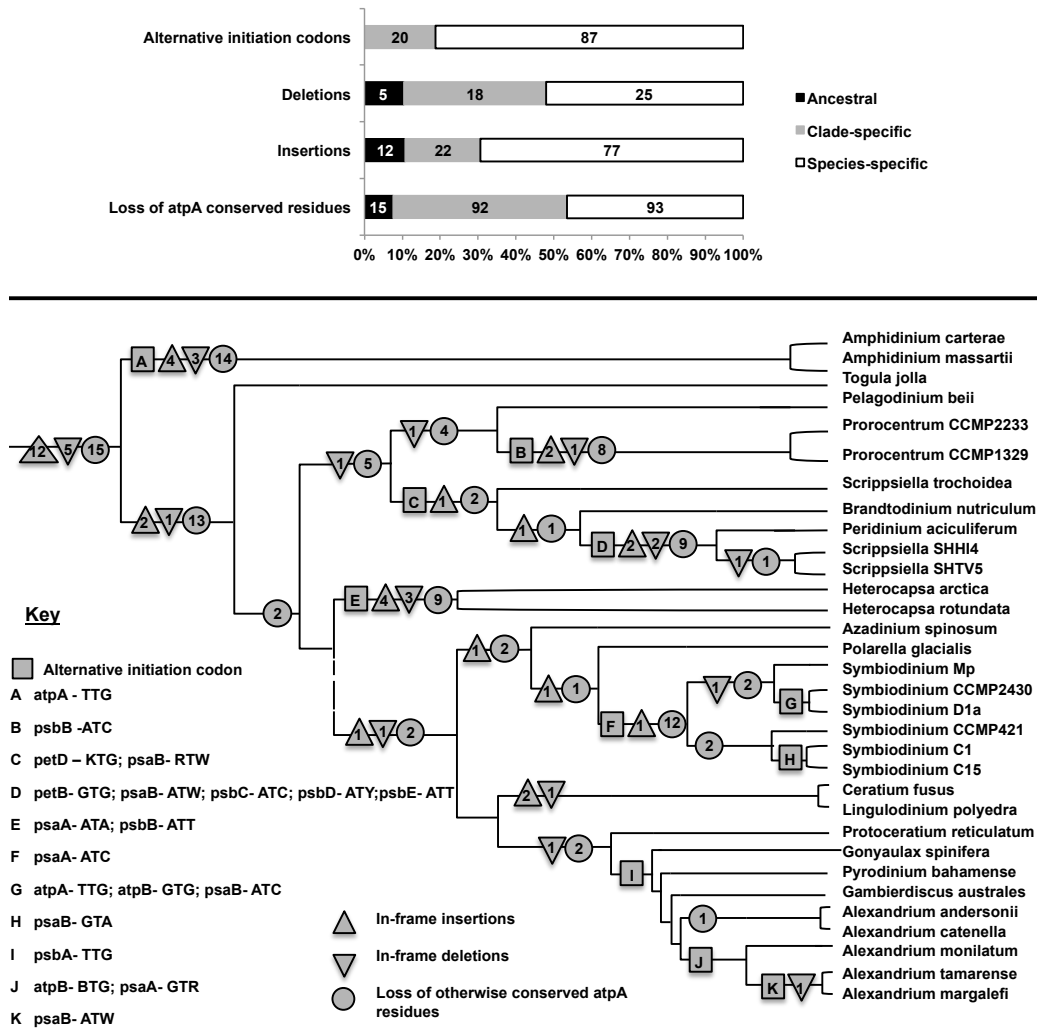 Alternative initiation codons
20 87
Deletions
5 18 25
Insertions
12 22 77
Loss of atpA conserved residues
15 92 93
0% 10% 20% 30% 40% 50% 60% 70% 80% 90% 100%
Ancestral
Clade-specific
Species-specific
A 4 3 14
12 5 15
2 1 13
2
1 5
1 4
B 2 1 8
C 1 2
1 1
D 2 2 9
1 1
E 4 3 9
1 1 2
1 2
1 1
F 1 12
1 2
G
2
H
2 1
1 2
I
1
J
K 1
Amphidinium carterae
Amphidinium massartii
Togula jolla
Pelagodinium beii
Prorocentrum CCMP2233
Prorocentrum CCMP1329
Scrippsiella trochoidea
Brandtodinium nutriculum
Peridinium aciculiferum
Scrippsiella SHHI4
Scrippsiella SHTV5
Heterocapsa arctica
Heterocapsa rotundata
Azadinium spinosum
Polarella glacialis
Symbiodinium Mp
Symbiodinium CCMP2430
Symbiodinium D1a
Symbiodinium CCMP421
Symbiodinium C1
Symbiodinium C15
Ceratium fusus
Lingulodinium polyedra
Protoceratium reticulatum
Gonyaulax spinifera
Pyrodinium bahamense
Gambierdiscus australes
Alexandrium andersonii
Alexandrium catenella
Alexandrium monilatum
Alexandrium tamarense
Alexandrium margalefi
Key
Alternative initiation codon
A atpA - TTG
B psbB -ATC
C petD – KTG; psaB- RTW
D petB- GTG; psaB- ATW; psbC- ATC; psbD- ATY;psbE- ATT
E psaA- ATA; psbB- ATT
F psaA- ATC
G atpA- TTG; atpB- GTG; psaB- ATC
H psaB- GTA
I psbA- TTG
J atpB- BTG; psaA- GTR
K psaB- ATW
In-frame insertions
In-frame deletions
Loss of otherwise conserved atpA
residues